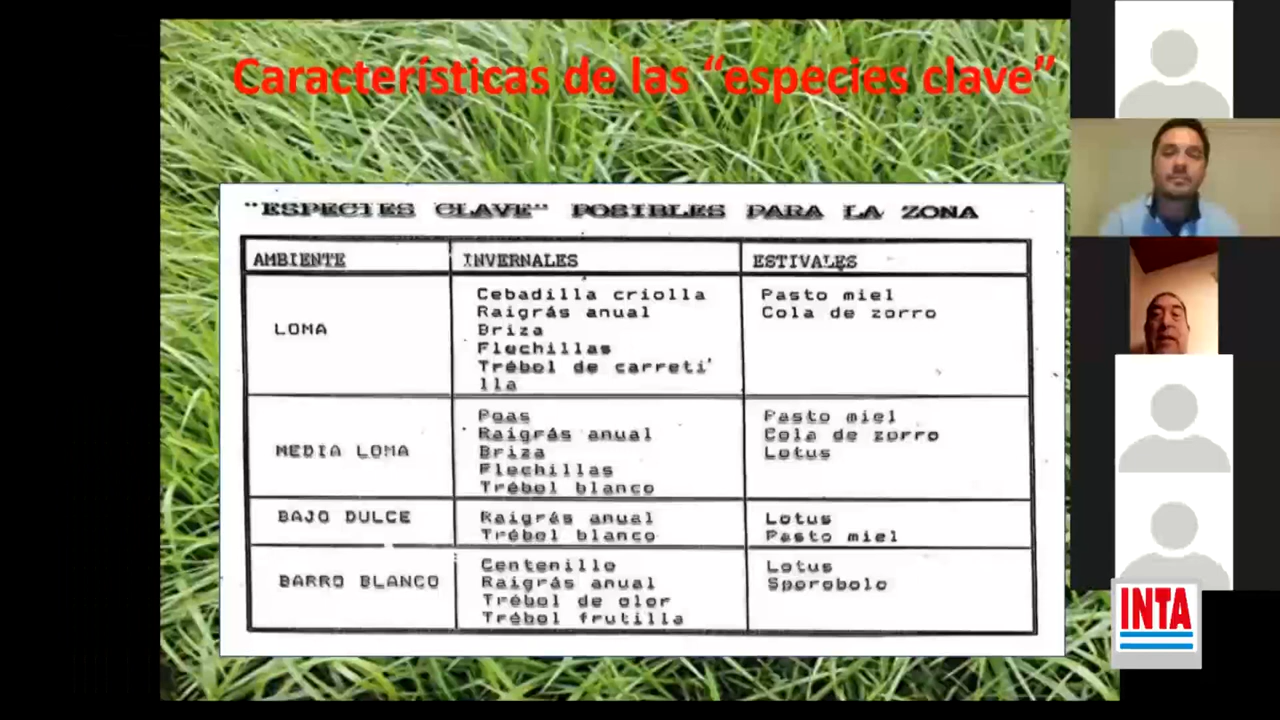 Características de las “especies clave”
"ESPECIES CLAVE" POSIBLES PARA LA ZONA
AMBIENTE INVERNALES ESTIVALES
LOMA
Cebadilla criolla
Raigrás anual
Briza
Flechillas
Trébol de carreti'
lla
Pasto miel
Cola de zorro
MEDIA LOMA
Poas
Raigrás anual
Briza
Flechillas
Trébol blanco
Pasto miel
Cola de zorro
Lotus
BAJO DULCE
Raigrás anual
Trébol blanco
Lotus
Pasto miel
BARRO BLANCO
Centenillo
Raigrás anual
Trébol de olor
Trébol frutilla
Lotus
Sporobolo
INTA